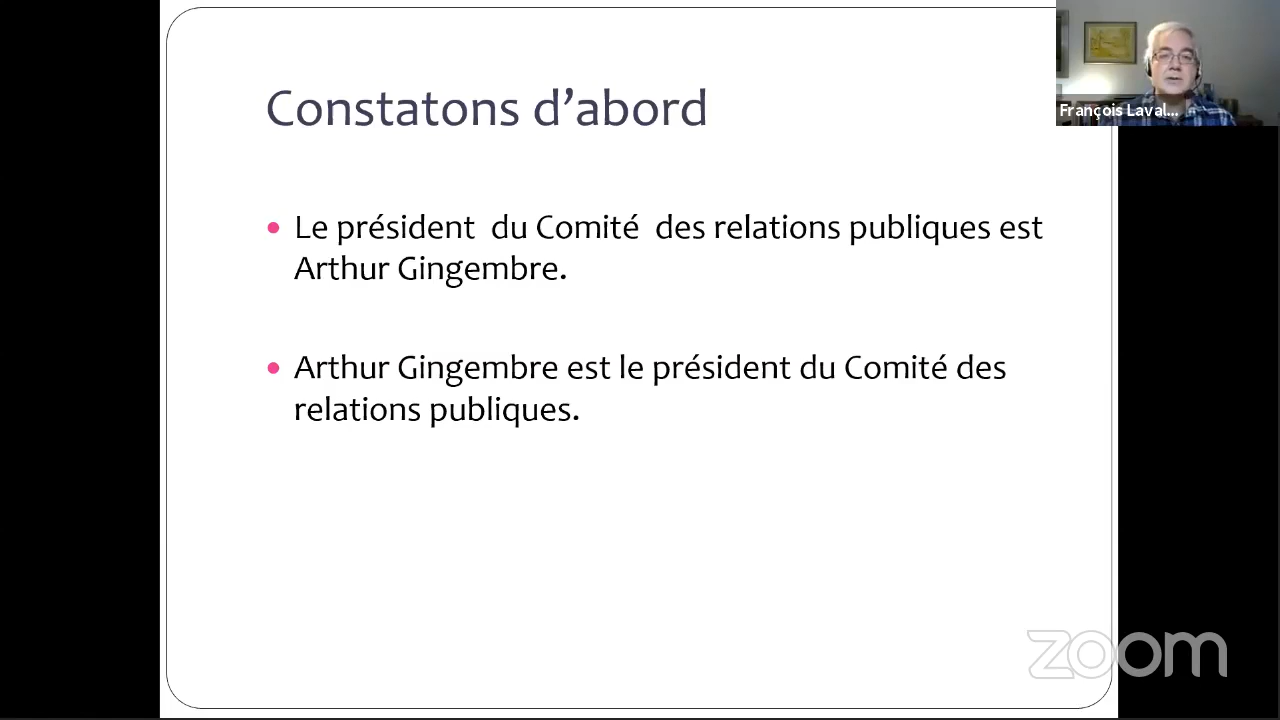 Constatons d’abord
François Laval...
• Le président du Comité des relations publiques est
Arthur Gingembre.
• Arthur Gingembre est le président du Comité des
relations publiques.
zoom